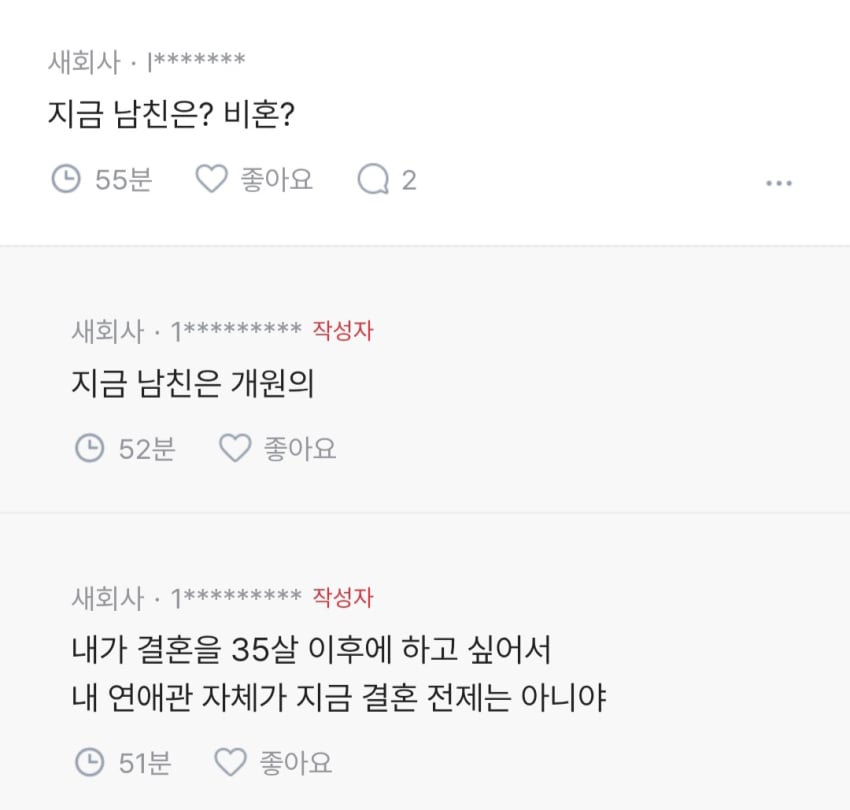 새회사 · l*******
지금 남친은? 비혼?
55분 좋아요 2
새회사 · 1********* 작성자
지금 남친은 개원의
52분 좋아요
새회사 · 1********* 작성자
내가 결혼을 35살 이후에 하고 싶어서
내 연애관 자체가 지금 결혼 전제는 아니야
51분 좋아요